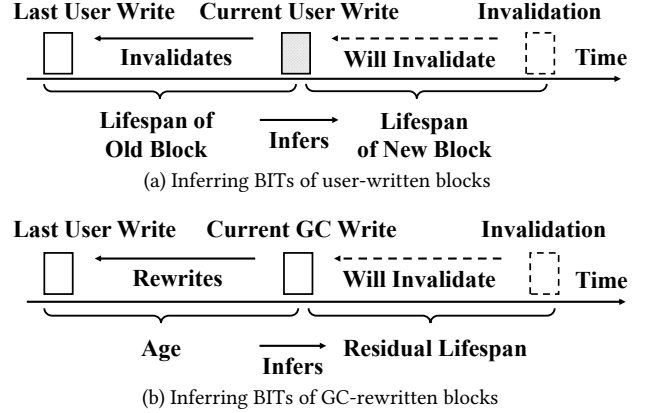 Last User Write Current User Write Invalidation
Invalidates Will Invalidate Time
Lifespan of Old Block Infers Lifespan of New Block
(a) Inferring BITs of user-written blocks
Last User Write Current GC Write Invalidation
Rewrites Will Invalidate Time
Age Infers Residual Lifespan
(b) Inferring BITs of GC-rewritten blocks